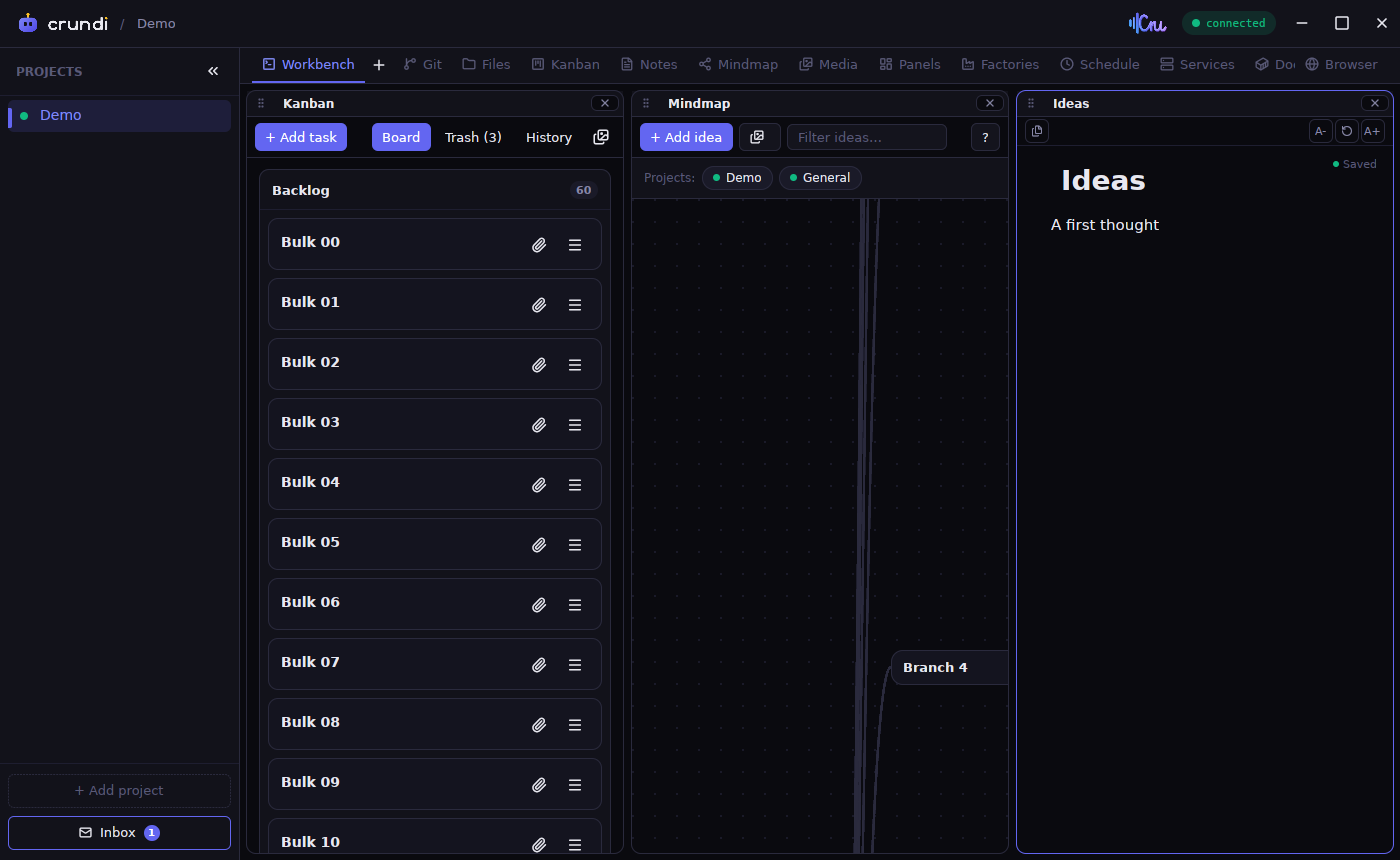 crundi / Demo
Cru
connected
PROJECTS
Demo
+ Add project
Inbox 1
Workbench + Git Files Kanban Notes Mindmap Media Panels Factories Schedule Services Doc Browser
Kanban
+ Add task Board Trash (3) History
Backlog 60
Bulk 00
Bulk 01
Bulk 02
Bulk 03
Bulk 04
Bulk 05
Bulk 06
Bulk 07
Bulk 08
Bulk 09
Bulk 10
Mindmap
+ Add idea Filter ideas... ?
Projects: Demo General
Branch 4
Ideas
A- A+
Saved
Ideas
A first thought